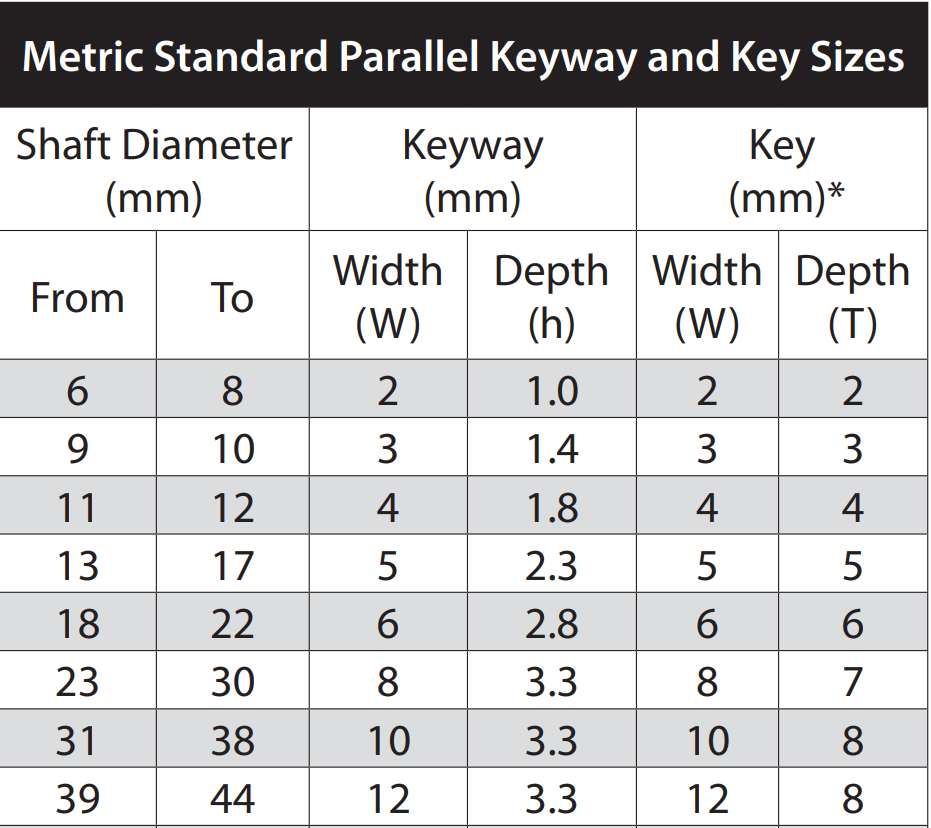 Metric Standard Parallel Keyway and Key Sizes
Shaft Diameter (mm) Keyway (mm) Key (mm)*
From To Width (W) Depth (h) Width (W) Depth (T)
6 8 2 1.0 2 2
9 10 3 1.4 3 3
11 12 4 1.8 4 4
13 17 5 2.3 5 5
18 22 6 2.8 6 6
23 30 8 3.3 8 7
31 38 10 3.3 10 8
39 44 12 3.3 12 8